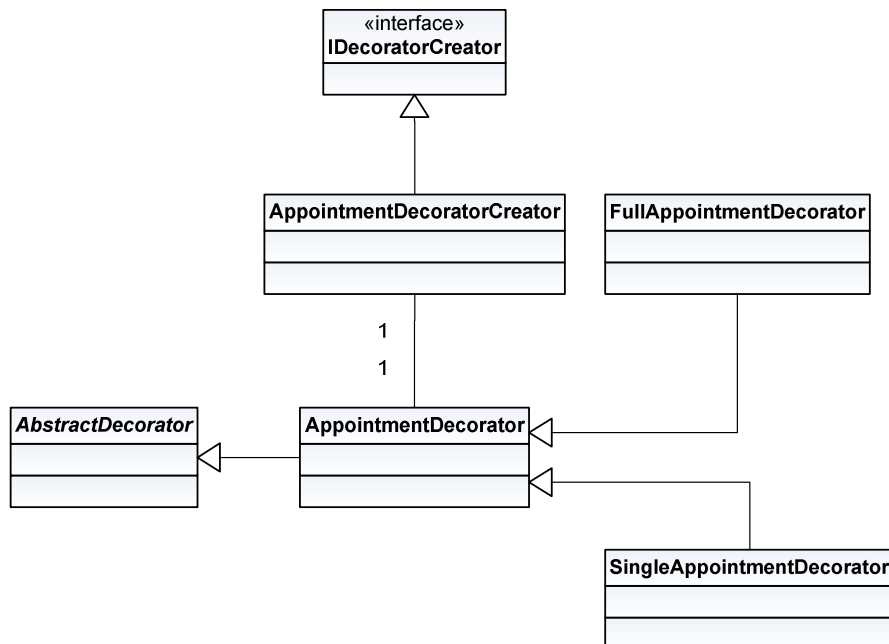 «interface»
IDecoratorCreator
AppointmentDecoratorCreator
FullAppointmentDecorator
1
1
AbstractDecorator
AppointmentDecorator
SingleAppointmentDecorator